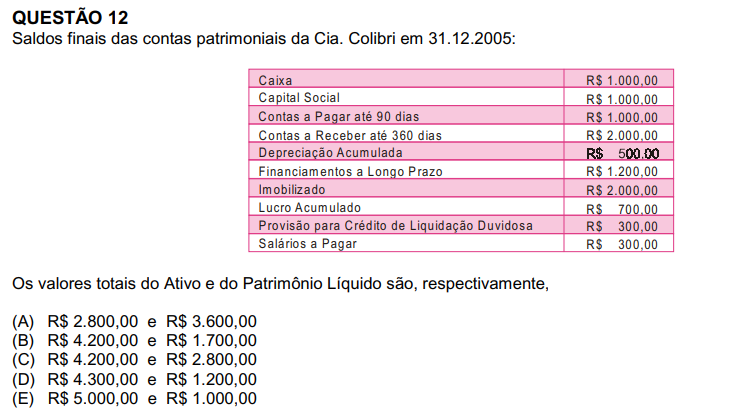 QUESTÃO 12
Saldos finais das contas patrimoniais da Cia. Colibri em 31.12.2005:
Caixa R$ 1.000,00
Capital Social R$ 1.000,00
Contas a Pagar até 90 dias R$ 1.000,00
Contas a Receber até 360 dias R$ 2.000,00
Depreciação Acumulada R$ 500.00
Financiamentos a Longo Prazo R$ 1.200,00
Imobilizado R$ 2.000,00
Lucro Acumulado R$ 700,00
Provisão para Crédito de Liquidação Duvidosa R$ 300,00
Salários a Pagar R$ 300,00
Os valores totais do Ativo e do Patrimônio Líquido são, respectivamente,
(A) R$ 2.800,00 e R$ 3.600,00
(B) R$ 4.200,00 e R$ 1.700,00
(C) R$ 4.200,00 e R$ 2.800,00
(D) R$ 4.300,00 e R$ 1.200,00
(E) R$ 5.000,00 e R$ 1.000,00